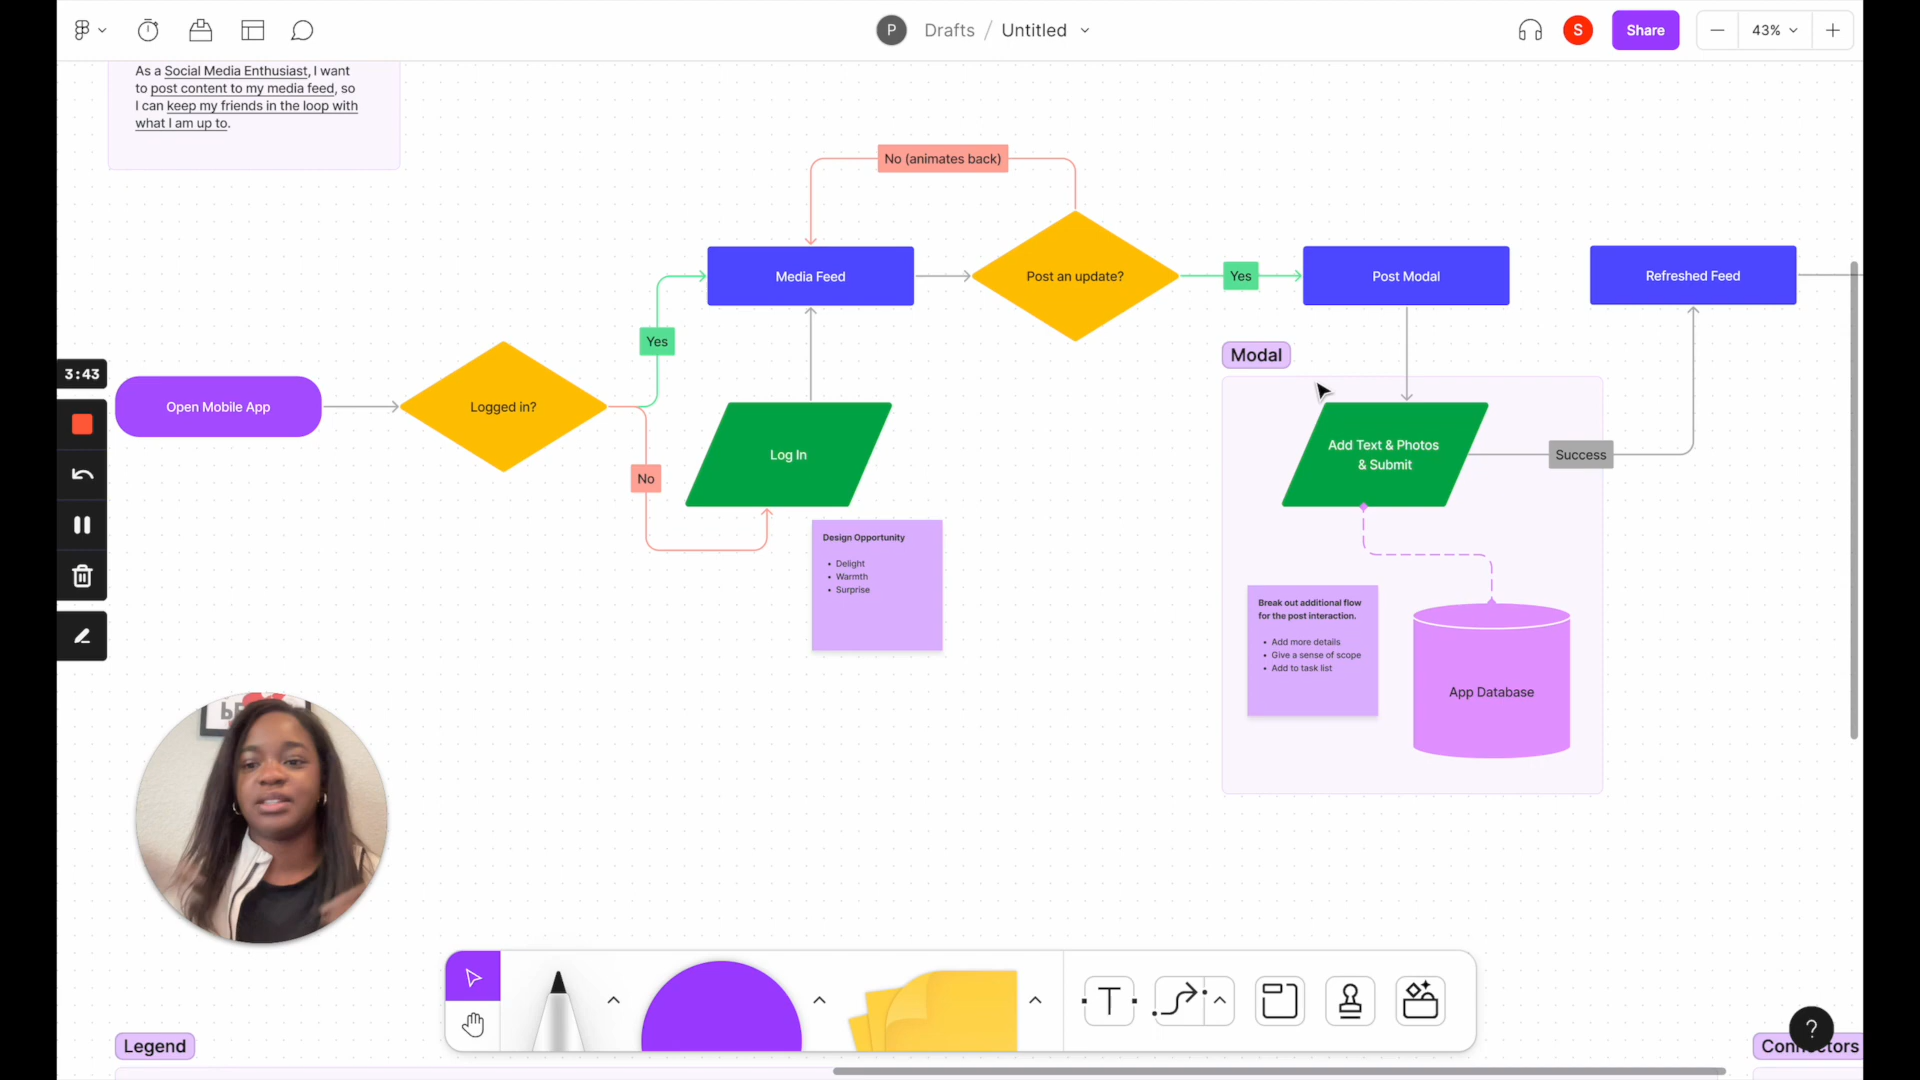 P
Drafts / Untitled
S
Share
43%
As a Social Media Enthusiast, I want
to post content to my media feed, so
I can keep my friends in the loop with
what I am up to.
No (animates back)
Media Feed
Post an update?
Yes
Post Modal
Refreshed Feed
Yes
Modal
3:43
Open Mobile App
Logged in?
Log In
Add Text & Photos
& Submit
Success
No
Design Opportunity
• Delight
• Warmth
• Surprise
Break out additional flow
for the post interaction.
• Add more details
• Give a sense of scope
• Add to task list
App Database
T
?
Legend